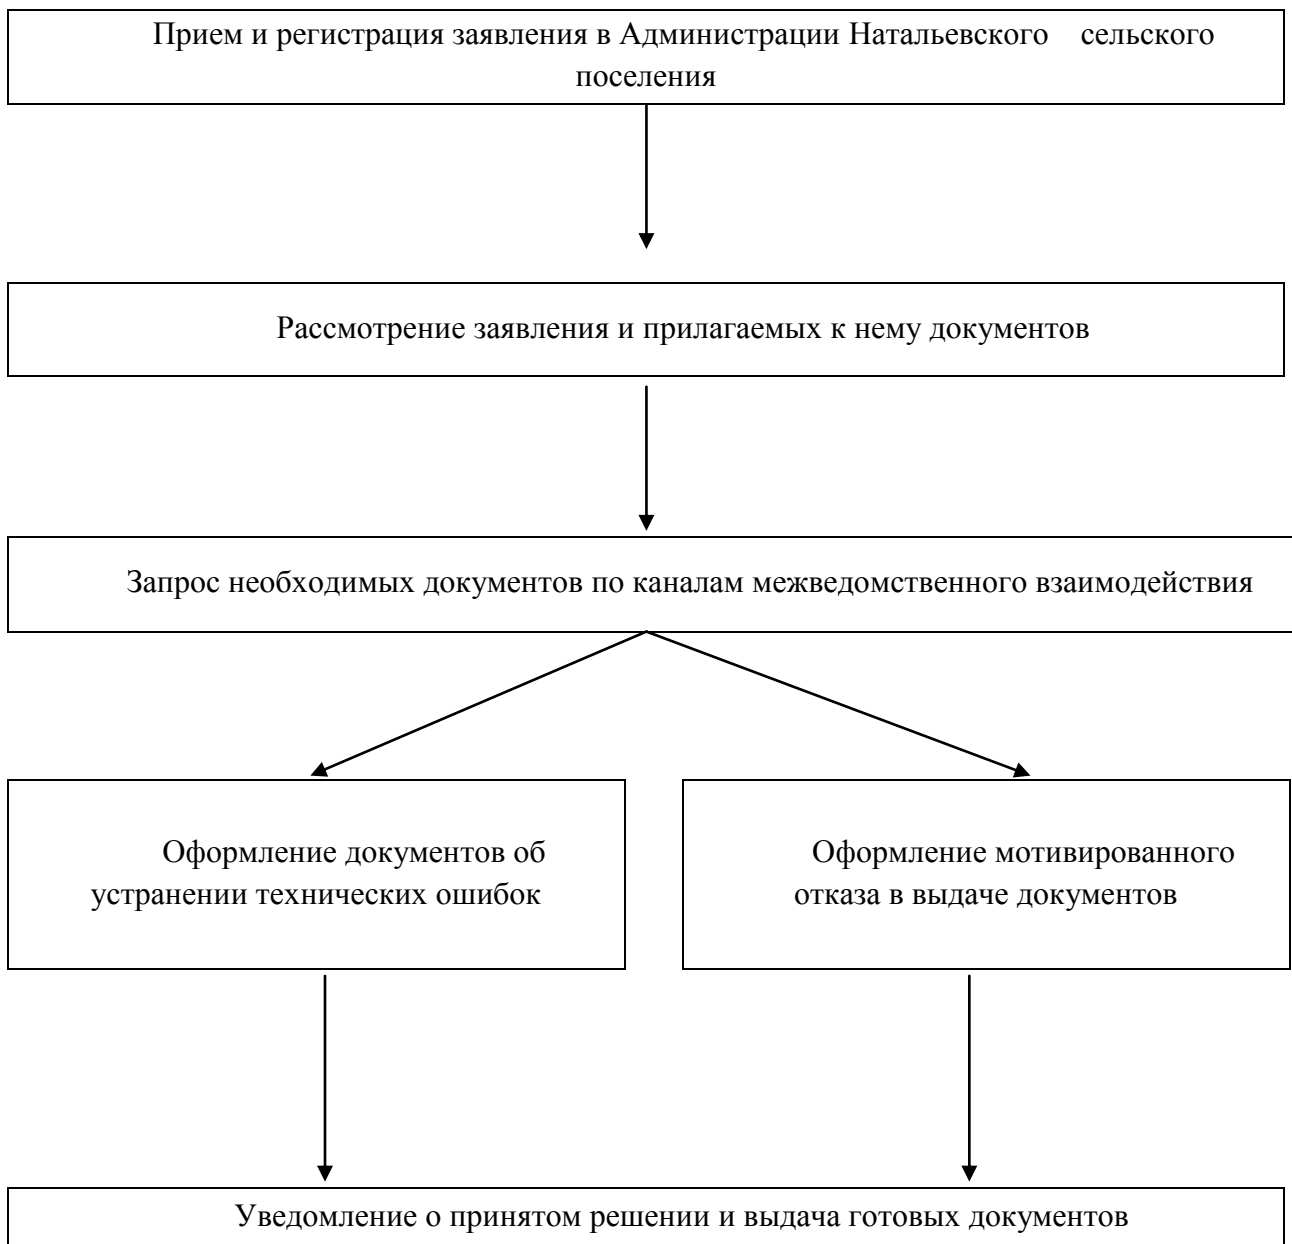 Прием и регистрация заявления в Администрации Натальевского сельского
поселения
Рассмотрение заявления и прилагаемых к нему документов
Запрос необходимых документов по каналам межведомственного взаимодействия
Оформление документов об
устранении технических ошибок
Оформление мотивированного
отказа в выдаче документов
Уведомление о принятом решении и выдача готовых документов